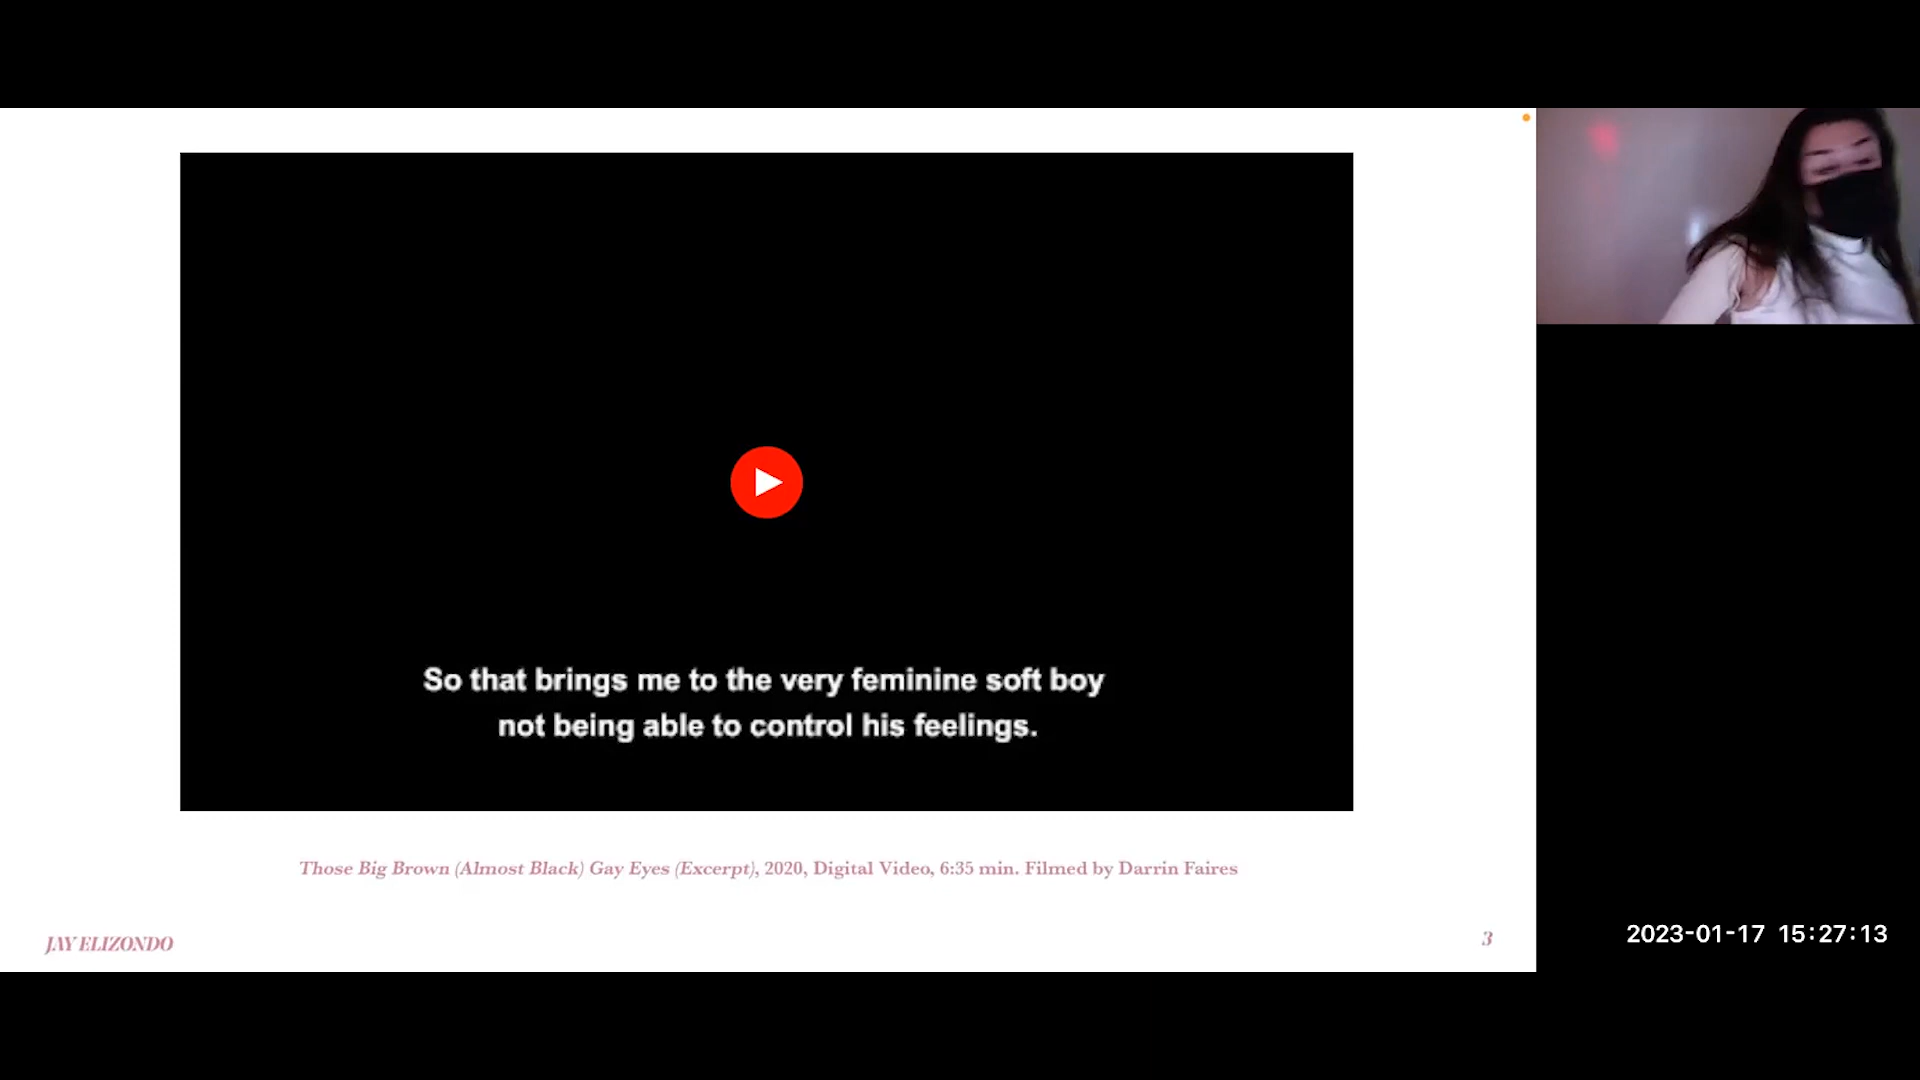 So that brings me to the very feminine soft boy
not being able to control his feelings.
Those Big Brown (Almost Black) Gay Eyes (Excerpt), 2020, Digital Video, 6:35 min. Filmed by Darrin Faires
JAY ELIZONDO
3
2023-01-17 15:27:13